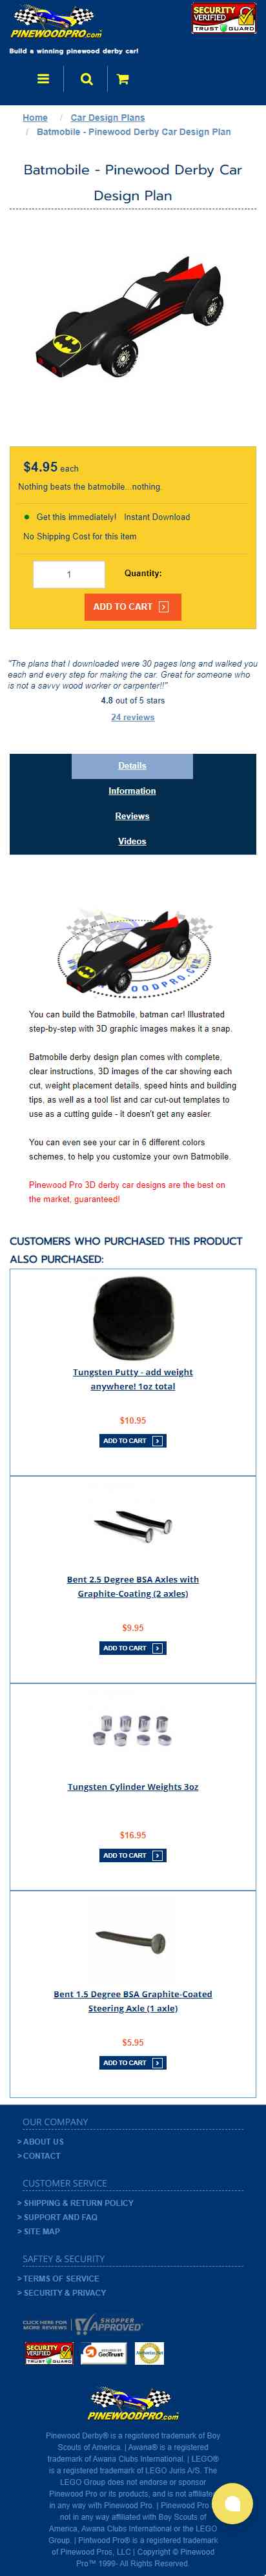 PINEWOODPRO.COM
SECURITY
VERIFIED
TRUST GUARD
Build a winning pinewood derby car!
Home / Car Design Plans
/ Batmobile - Pinewood Derby Car Design Plan
Batmobile - Pinewood Derby Car
Design Plan
$4.95 each
Nothing beats the batmobile...nothing.
Get this immediately! Instant Download
No Shipping Cost for this item
1 Quantity:
ADD TO CART
"The plans that I downloaded were 30 pages long and walked you
each and every step for making the car. Great for someone who
is not a savvy wood worker or carpenter!!"
4.8 out of 5 stars
24 reviews
Details
Information
Reviews
Videos
You can build the Batmobile, batman car! Illustrated
step-by-step with 3D graphic images makes it a snap.
Batmobile derby design plan comes with complete,
clear instructions, 3D images of the car showing each
cut, weight placement details, speed hints and building
tips, as well as a tool list and car cut-out templates to
use as a cutting guide - it doesn't get any easier.
You can even see your car in 6 different colors
schemes, to help you customize your own Batmobile.
Pinewood Pro 3D derby car designs are the best on
the market, guaranteed!
CUSTOMERS WHO PURCHASED THIS PRODUCT
ALSO PURCHASED:
Tungsten Putty - add weight
anywhere! 1oz total
$10.95
ADD TO CART
Bent 2.5 Degree BSA Axles with
Graphite-Coating (2 axles)
$9.95
ADD TO CART
Tungsten Cylinder Weights 3oz
$16.95
ADD TO CART
Bent 1.5 Degree BSA Graphite-Coated
Steering Axle (1 axle)
$5.95
ADD TO CART
OUR COMPANY
> ABOUT US
> CONTACT
CUSTOMER SERVICE
> SHIPPING & RETURN POLICY
> SUPPORT AND FAQ
> SITE MAP
SAFTEY & SECURITY
> TERMS OF SERVICE
> SECURITY & PRIVACY
CLICK HERE
FOR MORE REVIEWS
SHOPPER
APPROVED
SECURITY
VERIFIED
TRUST GUARD
GeoTrust
PINEWOODPRO.COM
Pinewood Derby® is a registered trademark of Boy
Scouts of America. | Awana® is a registered
trademark of Awana Clubs International. | LEGO®
is a registered trademark of LEGO Juris A/S. The
LEGO Group does not endorse or sponsor
Pinewood Pro or its products, and is not affiliated
in any way with Pinewood Pro. | Pinewood Pro
not in any way affiliated with Boy Scouts of
America, Awana Clubs International or the LEGO
Group. | Pintwood Pro® is a registered trademark
of Pinewood Pros, LLC | Copyright © Pinewood
Pro™ 1999- All Rights Reserved.